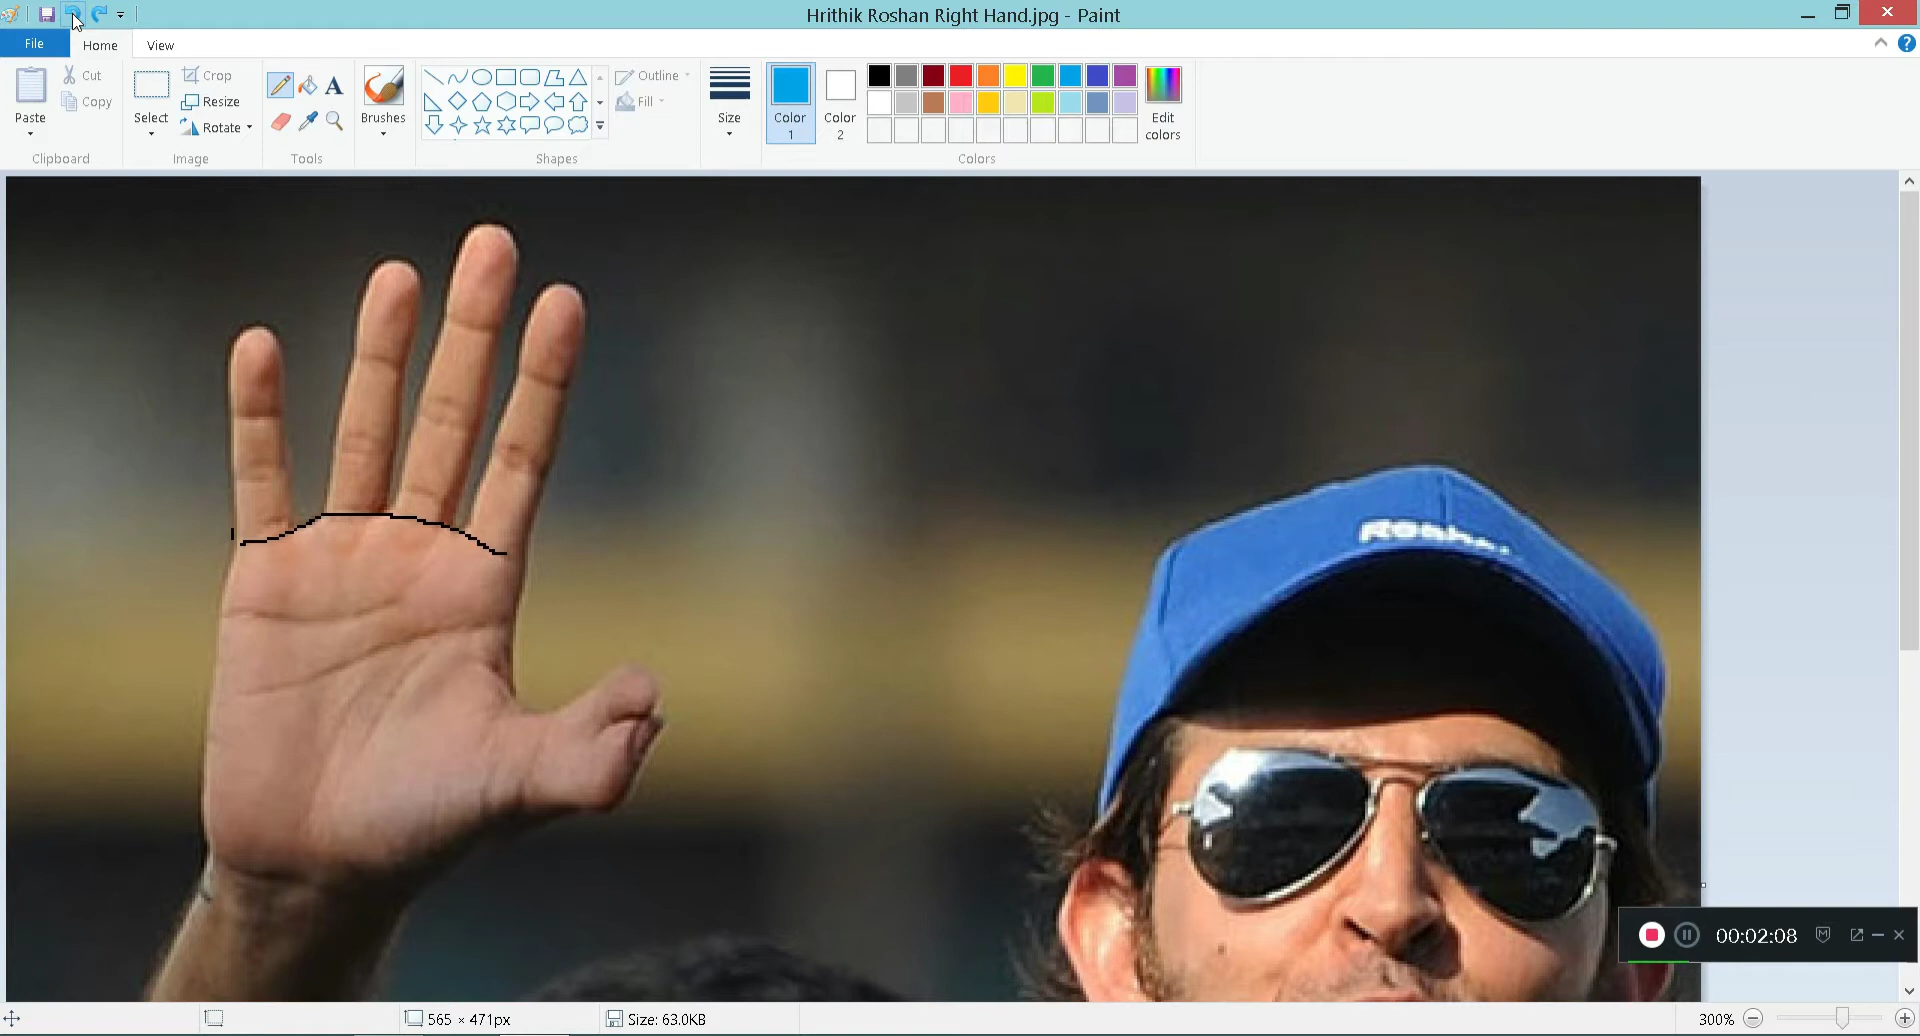 Hrithik Roshan Right Hand.jpg - Paint
File
Home
View
Paste
Cut
Copy
Clipboard
Select
Crop
Resize
Rotate
Image
A
Tools
Brushes
Outline
Fill
Shapes
Size
Color 1
Color 2
Edit colors
Colors
00:02:08
565 × 471px
Size: 63.0KB
300%